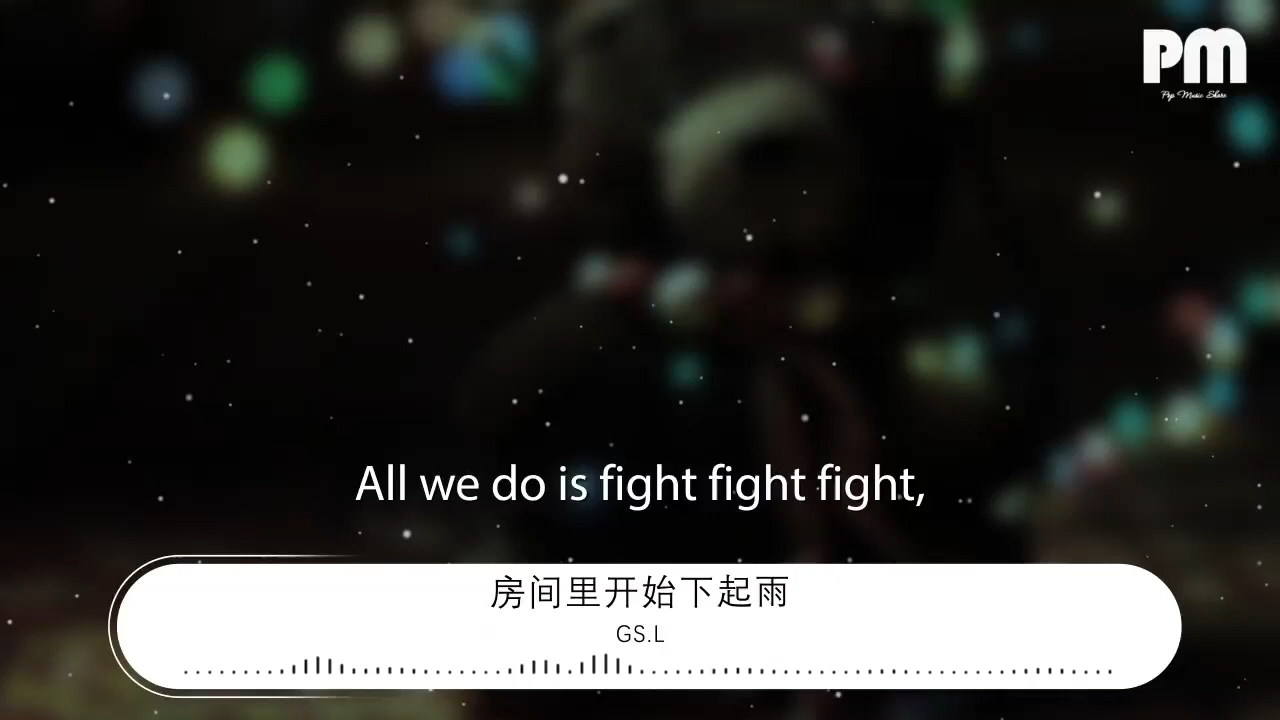 PM
Pop Music Share
All we do is fight fight fight,
房间里开始下起雨
GS.L